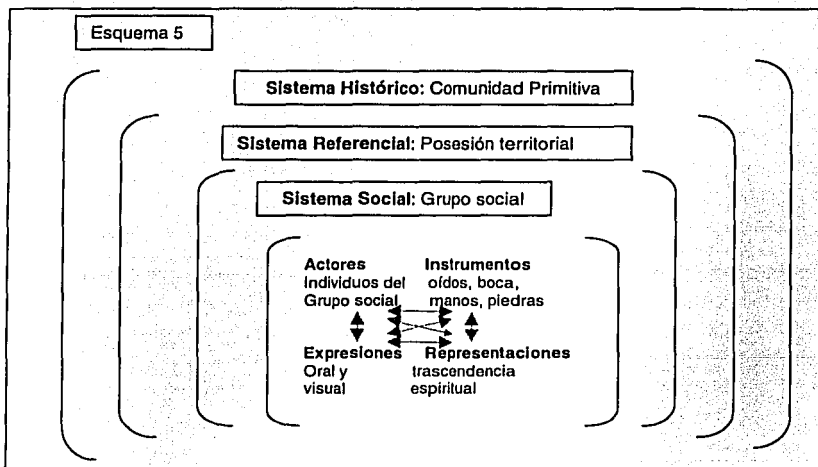 Esquema 5
Sistema Histórico: Comunidad Primitiva
Sistema Referencial: Posesión territorial
Sistema Social: Grupo social
Actores Instrumentos
Individuos del oídos, boca,
Grupo social manos, piedras
Expresiones Representaciones
Oral y trascendencia
visual espiritual